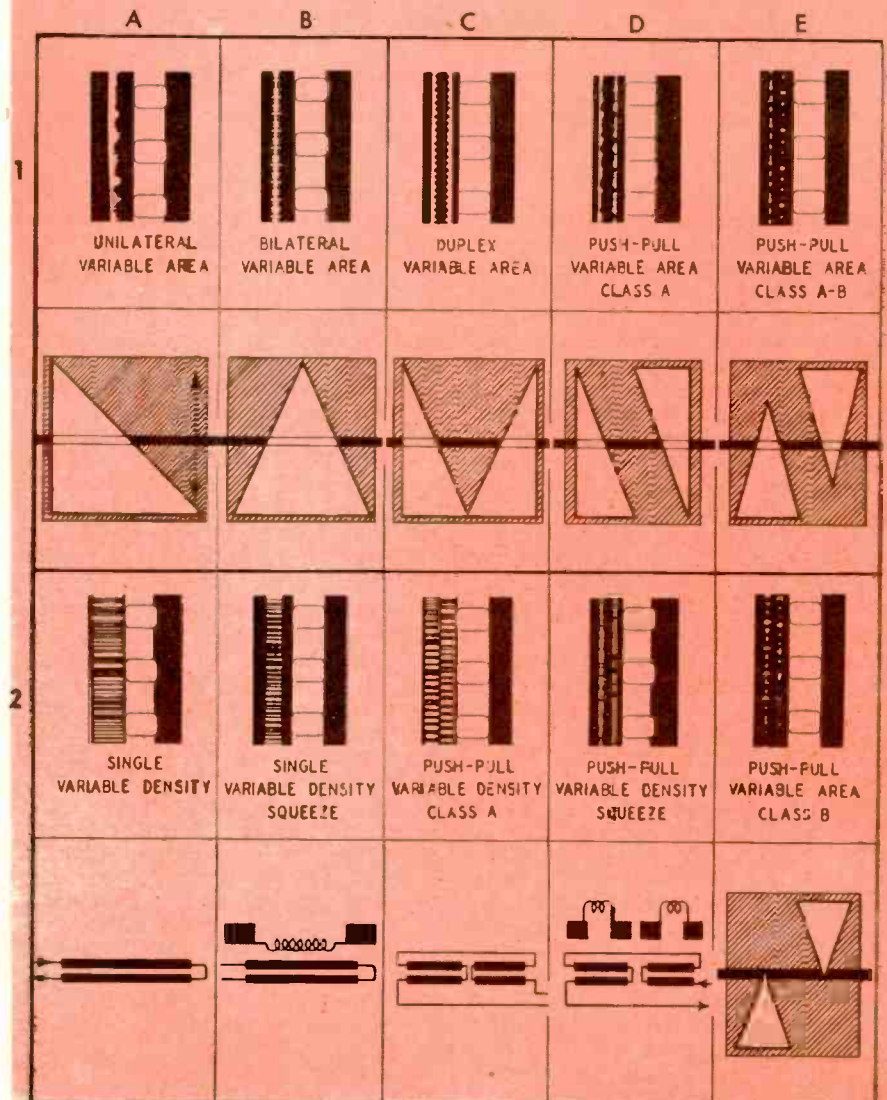 A B C D E
1
UNILATERAL
VARIABLE AREA
BILATERAL
VARIABLE AREA
DUPLEX
VARIABLE AREA
PUSH-PULL
VARIABLE AREA
CLASS A
PUSH-PULL
VARIABLE AREA
CLASS A-B
2
SINGLE
VARIABLE DENSITY
SINGLE
VARIABLE DENSITY
SQUEEZE
PUSH-PULL
VARIABLE DENSITY
CLASS A
PUSH-PULL
VARIABLE DENSITY
SQUEEZE
PUSH-PULL
VARIABLE AREA
CLASS B